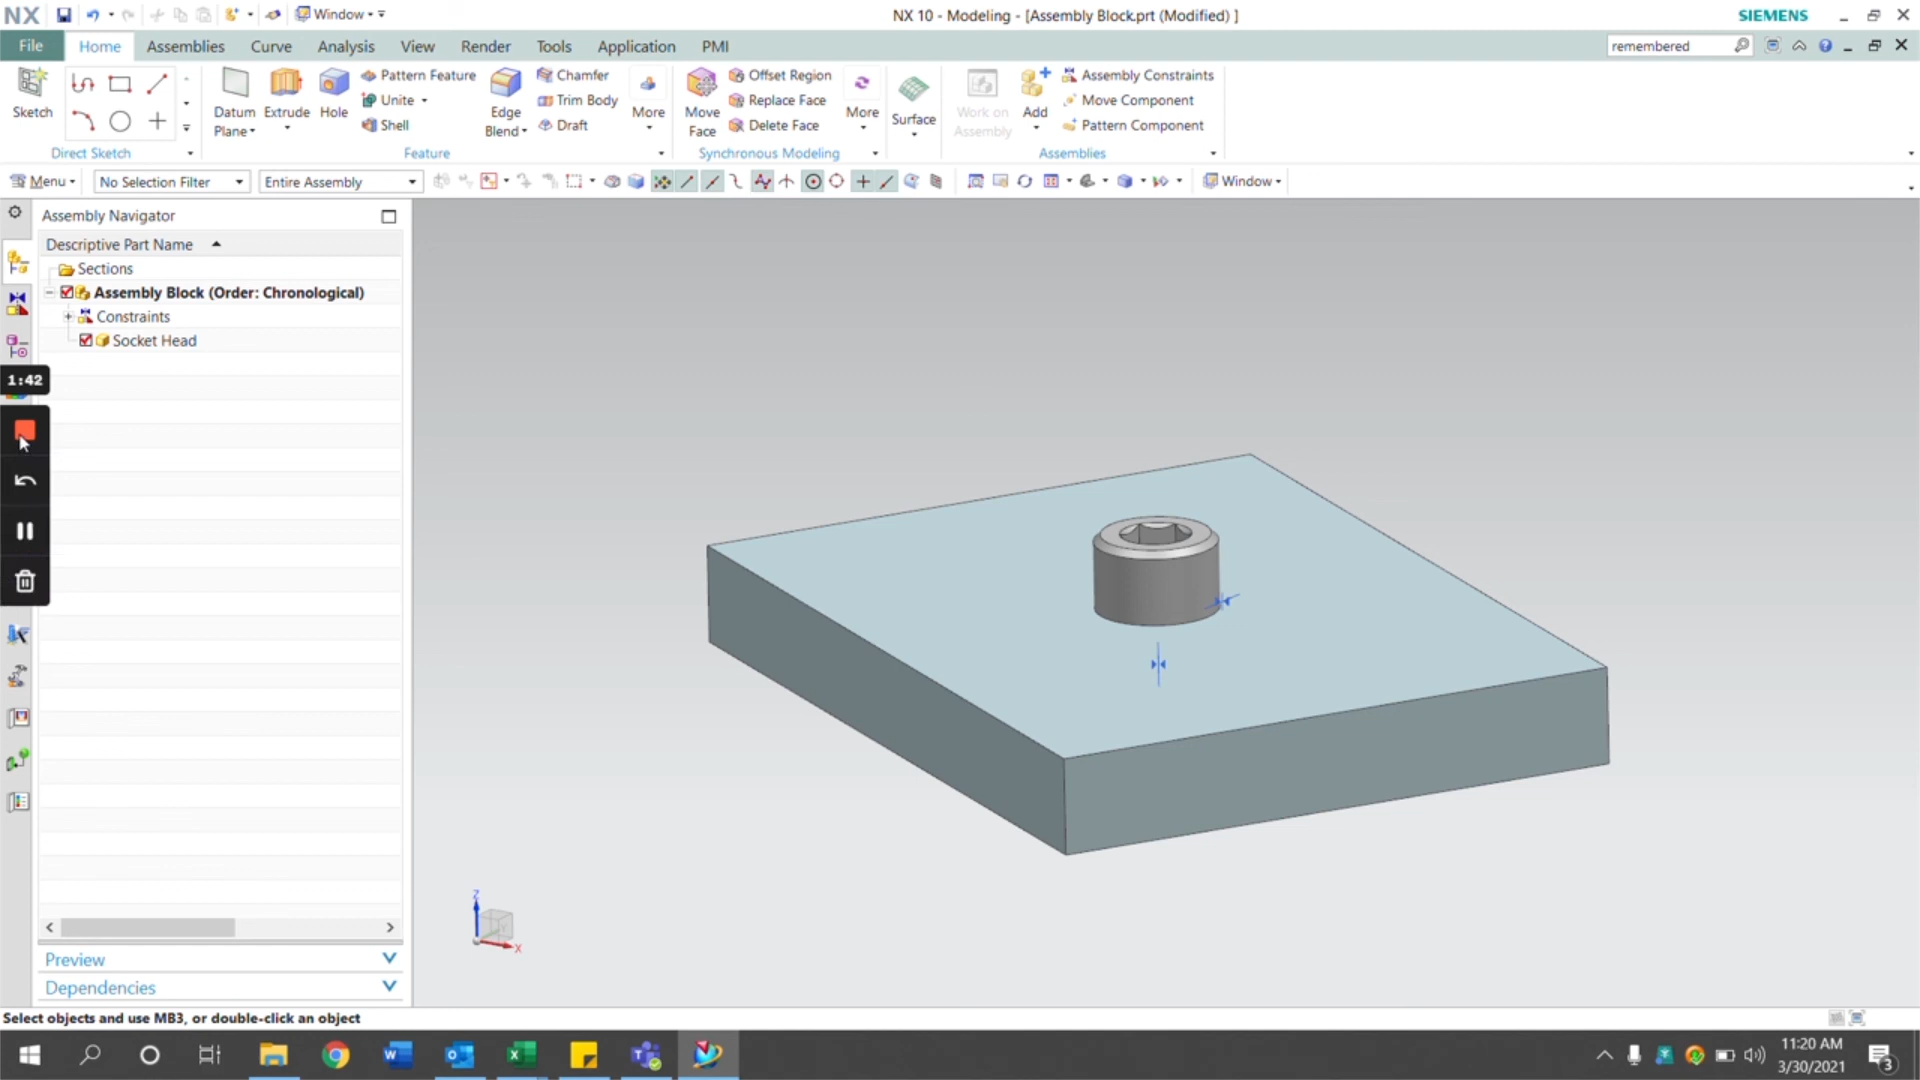 NX
Window
NX 10 - Modeling - [Assembly Block.prt (Modified) ]
SIEMENS
File
Home
Assemblies
Curve
Analysis
View
Render
Tools
Application
PMI
remembered
Sketch
Direct Sketch
Datum
Plane
Extrude
Hole
Pattern Feature
Unite
Shell
Edge
Blend
Chamfer
Trim Body
Draft
More
Feature
Move
Face
Offset Region
Replace Face
Delete Face
More
Synchronous Modeling
Surface
Work on
Assembly
Add
Assembly Constraints
Move Component
Pattern Component
Assemblies
Menu
No Selection Filter
Entire Assembly
Window
Assembly Navigator
Descriptive Part Name
Sections
Assembly Block (Order: Chronological)
Constraints
Socket Head
1:42
Z
X
Preview
Dependencies
Select objects and use MB3, or double-click an object
11:20 AM
3/30/2021
3